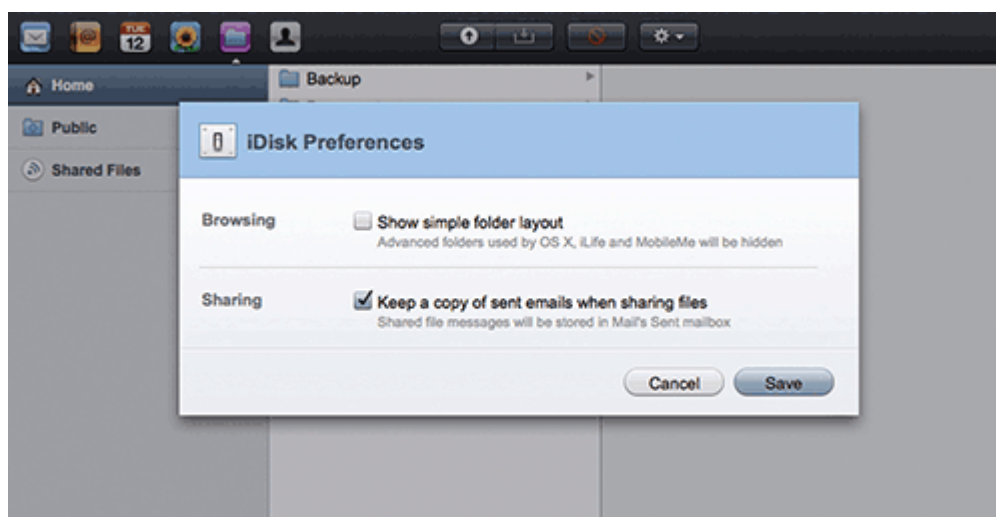 TUE
12
Home
Backup
Public
Shared Files
iDisk Preferences
Browsing
Show simple folder layout
Advanced folders used by OS X, iLife and MobileMe will be hidden
Sharing
Keep a copy of sent emails when sharing files
Shared file messages will be stored in Mail's Sent mailbox
Cancel
Save